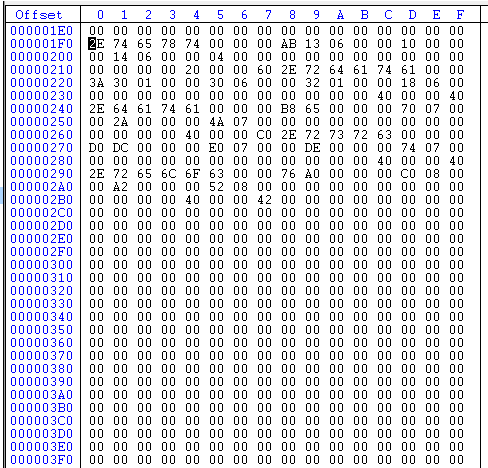 Offset 0 1 2 3 4 5 6 7 8 9 A B C D E F
000001E0 00 00 00 00 00 00 00 00 00 00 00 00 00 00 00 00
000001F0 2E 74 65 78 74 00 00 00 AB 13 06 00 00 10 00 00
00000200 00 14 06 00 00 04 00 00 00 00 00 00 00 00 00 00
00000210 00 00 00 00 20 00 00 60 2E 72 64 61 74 61 00 00
00000220 3A 30 01 00 00 30 06 00 00 32 01 00 00 18 06 00
00000230 00 00 00 00 00 00 00 00 00 00 00 00 40 00 00 40
00000240 2E 64 61 74 61 00 00 00 B8 65 00 00 00 70 07 00
00000250 00 2A 00 00 00 4A 07 00 00 00 00 00 00 00 00 00
00000260 00 00 00 00 40 00 00 C0 2E 72 73 72 63 00 00 00
00000270 D0 DC 00 00 00 E0 07 00 00 DE 00 00 00 74 07 00
00000280 00 00 00 00 00 00 00 00 00 00 00 00 40 00 00 40
00000290 2E 72 65 6C 6F 63 00 00 76 A0 00 00 00 C0 08 00
000002A0 00 A2 00 00 00 52 08 00 00 00 00 00 00 00 00 00
000002B0 00 00 00 00 40 00 00 42 00 00 00 00 00 00 00 00
000002C0 00 00 00 00 00 00 00 00 00 00 00 00 00 00 00 00
000002D0 00 00 00 00 00 00 00 00 00 00 00 00 00 00 00 00
000002E0 00 00 00 00 00 00 00 00 00 00 00 00 00 00 00 00
000002F0 00 00 00 00 00 00 00 00 00 00 00 00 00 00 00 00
00000300 00 00 00 00 00 00 00 00 00 00 00 00 00 00 00 00
00000310 00 00 00 00 00 00 00 00 00 00 00 00 00 00 00 00
00000320 00 00 00 00 00 00 00 00 00 00 00 00 00 00 00 00
00000330 00 00 00 00 00 00 00 00 00 00 00 00 00 00 00 00
00000340 00 00 00 00 00 00 00 00 00 00 00 00 00 00 00 00
00000350 00 00 00 00 00 00 00 00 00 00 00 00 00 00 00 00
00000360 00 00 00 00 00 00 00 00 00 00 00 00 00 00 00 00
00000370 00 00 00 00 00 00 00 00 00 00 00 00 00 00 00 00
00000380 00 00 00 00 00 00 00 00 00 00 00 00 00 00 00 00
00000390 00 00 00 00 00 00 00 00 00 00 00 00 00 00 00 00
000003A0 00 00 00 00 00 00 00 00 00 00 00 00 00 00 00 00
000003B0 00 00 00 00 00 00 00 00 00 00 00 00 00 00 00 00
000003C0 00 00 00 00 00 00 00 00 00 00 00 00 00 00 00 00
000003D0 00 00 00 00 00 00 00 00 00 00 00 00 00 00 00 00
000003E0 00 00 00 00 00 00 00 00 00 00 00 00 00 00 00 00
000003F0 00 00 00 00 00 00 00 00 00 00 00 00 00 00 00 00